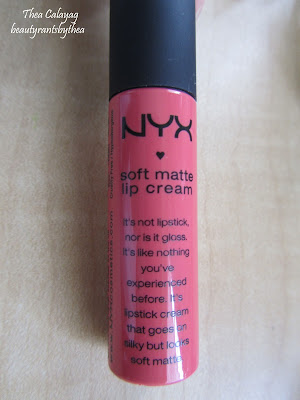 Thea Calayag
beautyrantsbythea
NYX
soft matte
lip cream
It's not lipstick,
nor is it gloss.
It's like nothing
you've
experienced
before. It's
lipstick cream
that goes on
silky but looks
soft matte